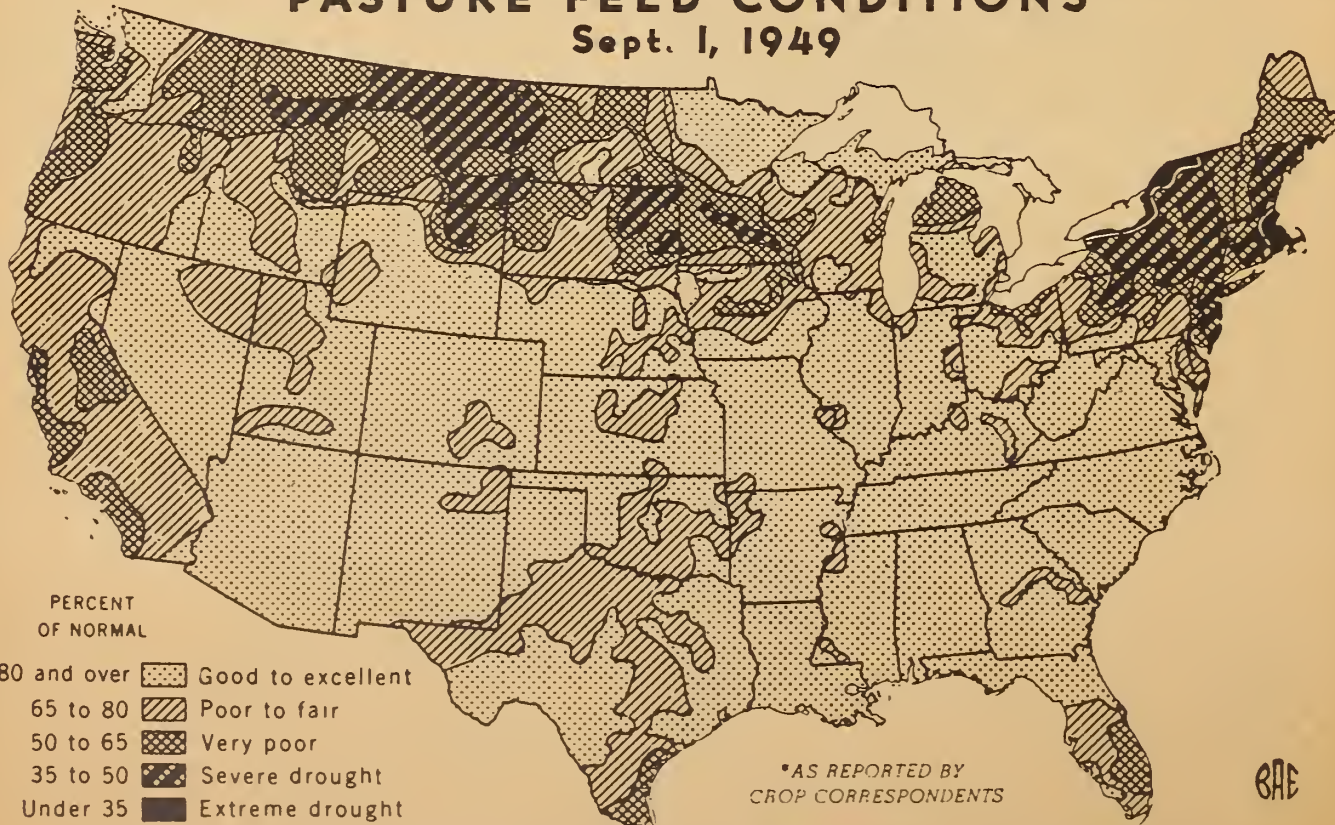 PASTURE FEED CONDITIONS
Sept. 1, 1949
PERCENT
OF NORMAL
80 and over Good to excellent
65 to 80 Poor to fair
50 to 65 Very poor
35 to 50 Severe drought
Under 35 Extreme drought
*AS REPORTED BY
CROP CORRESPONDENTS
BAE